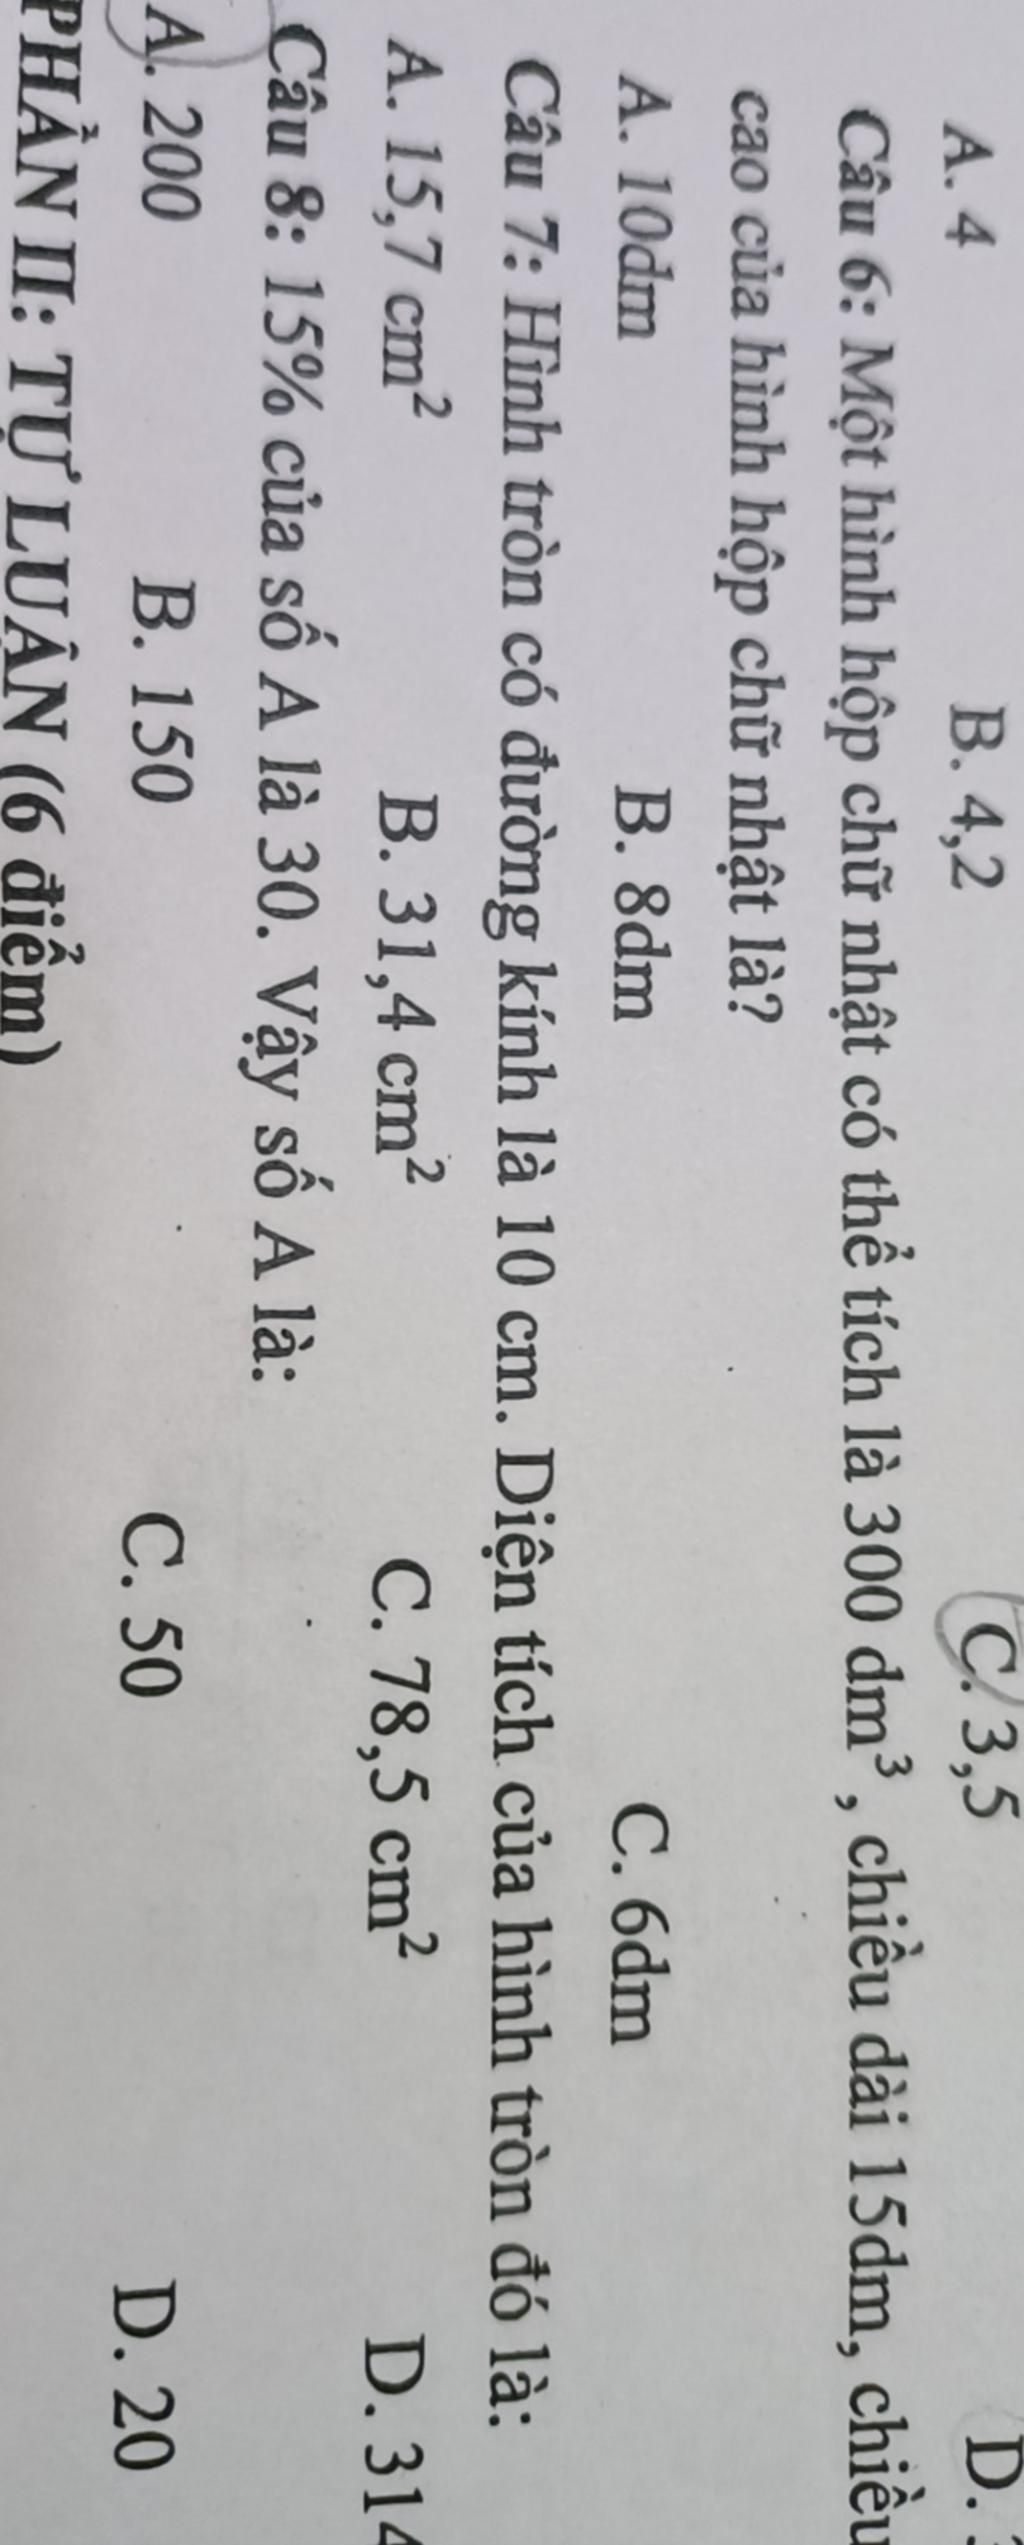 A. 4 B. 4,2 C. 3,5 D.
Câu 6: Một hình hộp chữ nhật có thể tích là 300 dm³, chiều dài 15dm, chiều
cao của hình hộp chữ nhật là?
A. 10dm B. 8dm C. 6dm
Câu 7: Hình tròn có đường kính là 10 cm. Diện tích của hình tròn đó là:
A. 15,7 cm² B. 31,4 cm² C. 78,5 cm² D. 314
Câu 8: 15% của số A là 30. Vậy số A là:
A. 200 B. 150 C. 50 D. 20
PHẦN II: TỰ LUẬN (6 điểm)